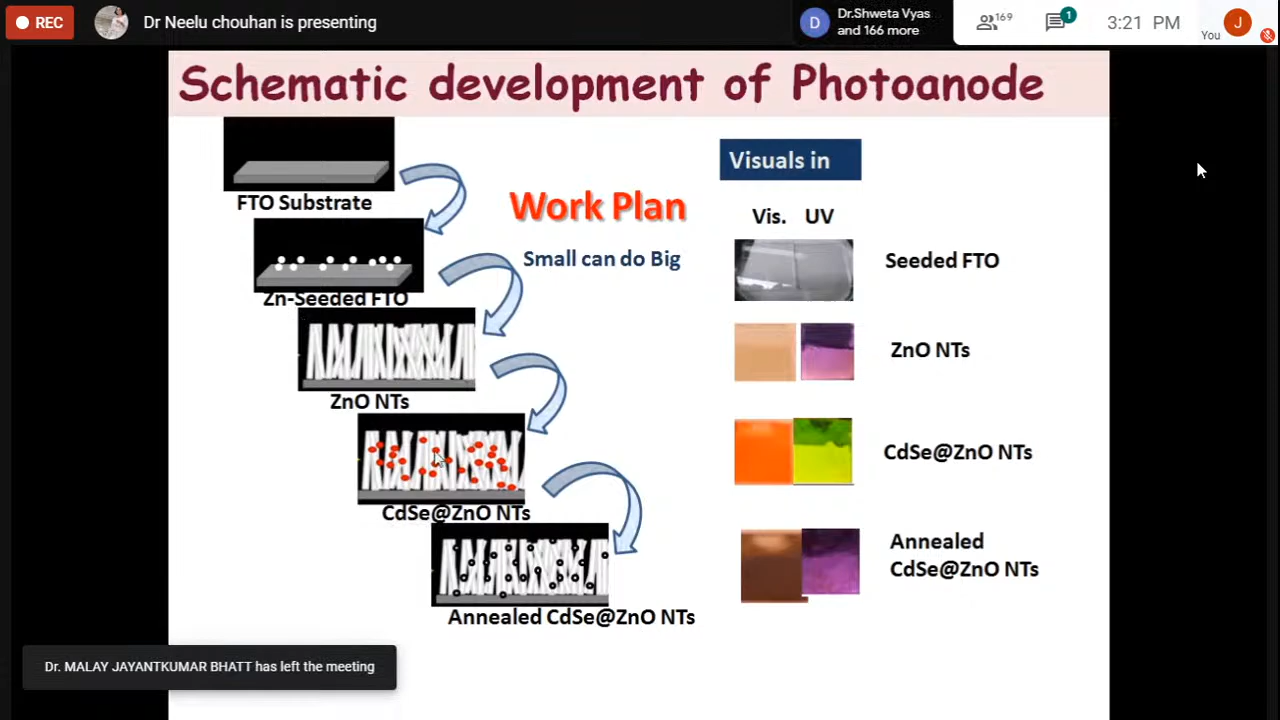 REC
Dr Neelu chouhan is presenting
D
Dr.Shweta Vyas
and 166 more
169
1
3:21 PM
You
J
Schematic development of Photoanode
FTO Substrate
Zn-Seeded FTO
ZnO NTs
CdSe@ZnO NTs
Annealed CdSe@ZnO NTs
Work Plan
Small can do Big
Visuals in
Vis. UV
Seeded FTO
ZnO NTs
CdSe@ZnO NTs
Annealed
CdSe@ZnO NTs
Dr. MALAY JAYANTKUMAR BHATT has left the meeting